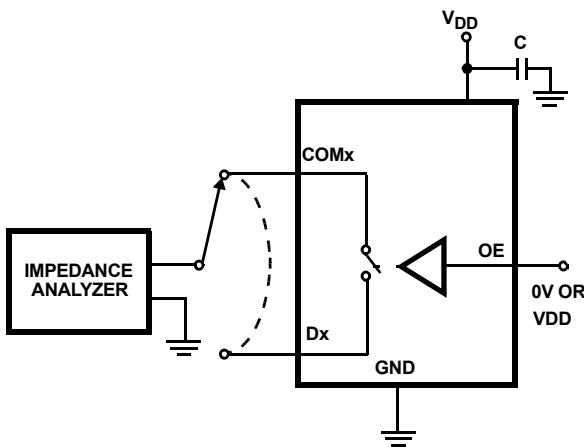 VDD
C
COMx
IMPEDANCE
ANALYZER
OE
0V OR
VDD
Dx
GND